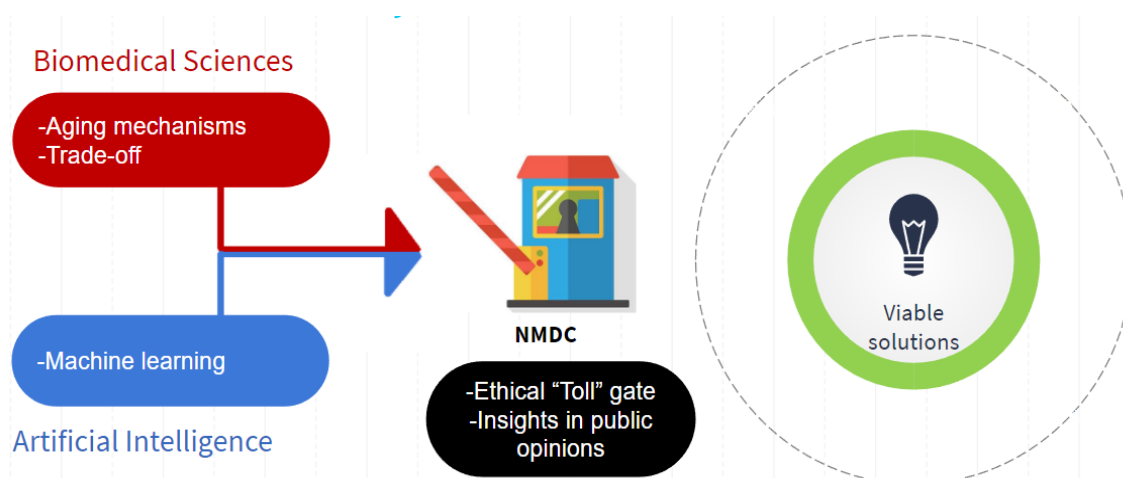 Biomedical Sciences
-Aging mechanisms
-Trade-off
-Machine learning
Artificial Intelligence
NMDC
-Ethical “Toll” gate
-Insights in public
opinions
Viable
solutions